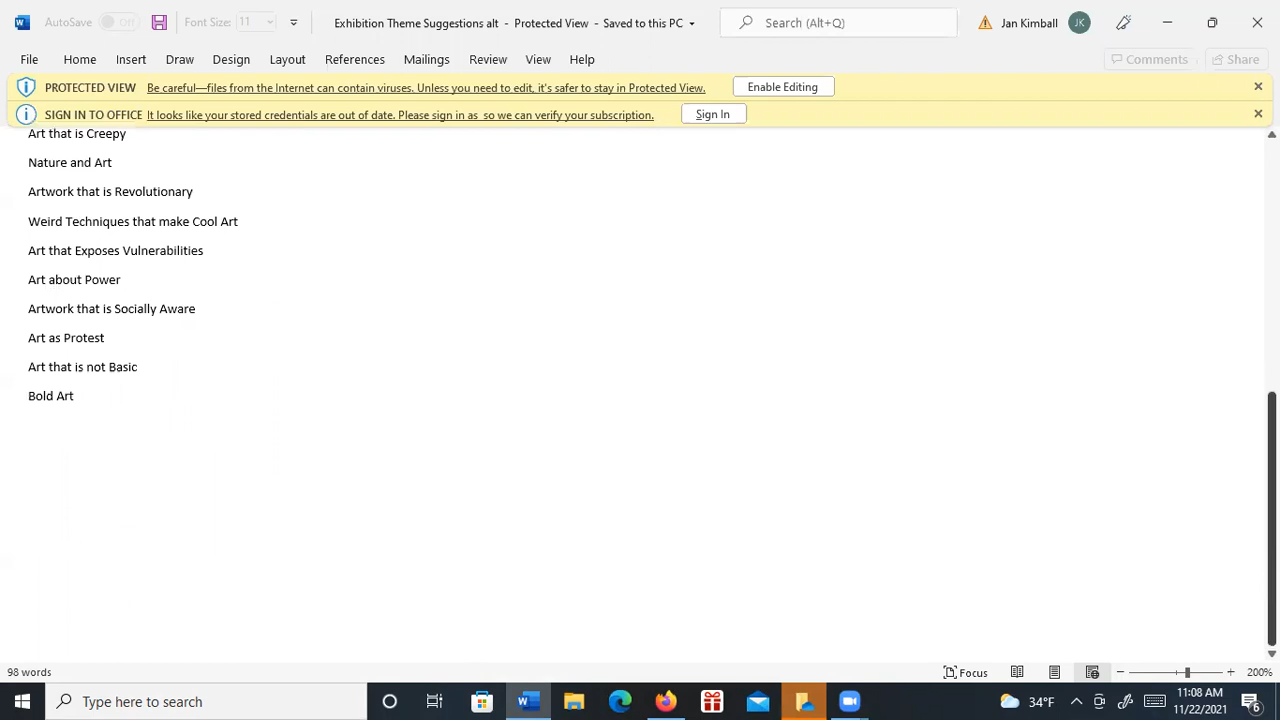 AutoSave Off Font Size: 11 Exhibition Theme Suggestions alt - Protected View - Saved to this PC Search (Alt+Q) Jan Kimball JK
File Home Insert Draw Design Layout References Mailings Review View Help Comments Share
PROTECTED VIEW Be careful—files from the Internet can contain viruses. Unless you need to edit, it's safer to stay in Protected View. Enable Editing
SIGN IN TO OFFICE It looks like your stored credentials are out of date. Please sign in as so we can verify your subscription. Sign In
Art that is Creepy
Nature and Art
Artwork that is Revolutionary
Weird Techniques that make Cool Art
Art that Exposes Vulnerabilities
Art about Power
Artwork that is Socially Aware
Art as Protest
Art that is not Basic
Bold Art
98 words Focus 200%
Type here to search 34°F 11:08 AM
11/22/2021 6